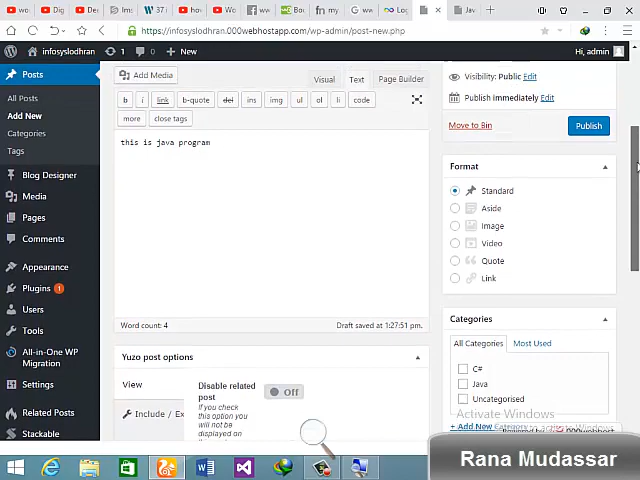 infosyslodhran.000webhostapp.com/wp-admin/post-new.php
infosyslodhran 1 0 + New Hi, admin
Posts
All Posts
Add New
Categories
Tags
Blog Designer
Media
Pages
Comments
Appearance
Plugins 1
Users
Tools
All-in-One WP
Migration
Settings
Related Posts
Stackable
Add Media
Visual Text Page Builder
b i link b-quote del ins img ul ol li code
more close tags
this is java program
Word count: 4 Draft saved at 1:27:51 pm.
Yuzo post options
View
Include / Ex
Disable related
post
Off
If you check
this option you
will not be
displayed on
Visibility: Public Edit
Publish immediately Edit
Move to Bin Publish
Format
Standard
Aside
Image
Video
Quote
Link
Categories
All Categories Most Used
C#
Java
Uncategorised
+ Add New Category
Activate Windows
Rana Mudassar